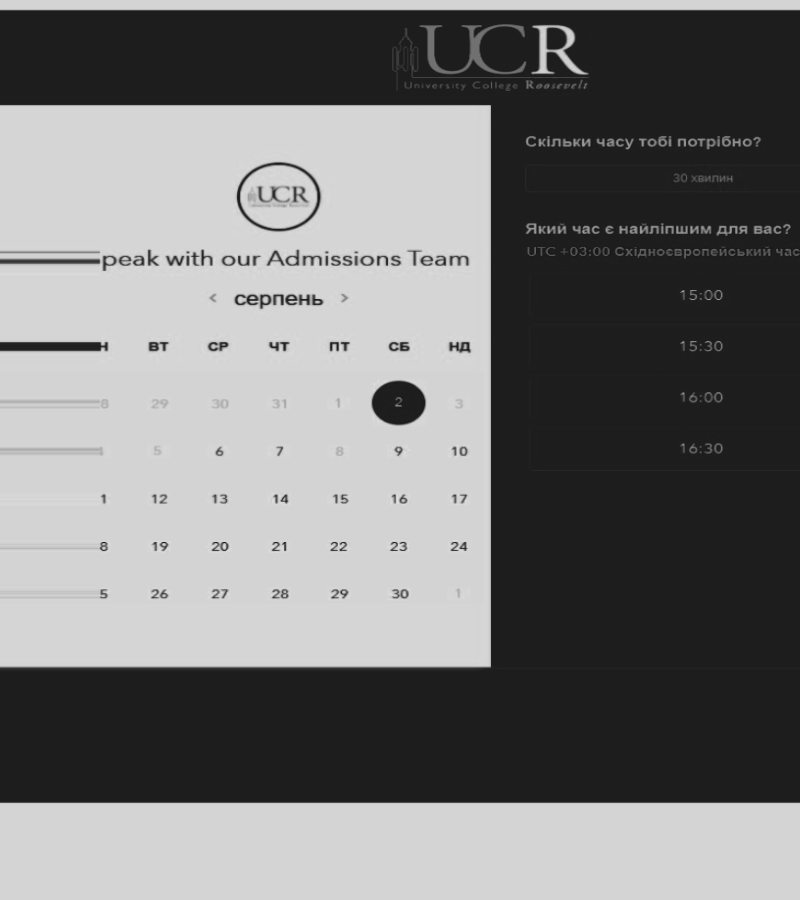 UCR
University College Roosevelt
UCR
peak with our Admissions Team
< серпень >
Н ВТ СР ЧТ ПТ СБ НД
8 29 30 31 1 2 3
5 6 7 8 9 10
1 12 13 14 15 16 17
8 19 20 21 22 23 24
5 26 27 28 29 30 1
Скільки часу тобі потрібно?
30 хвилин
Який час є найліпшим для вас?
UTC +03:00 Східноєвропейський час
15:00
15:30
16:00
16:30